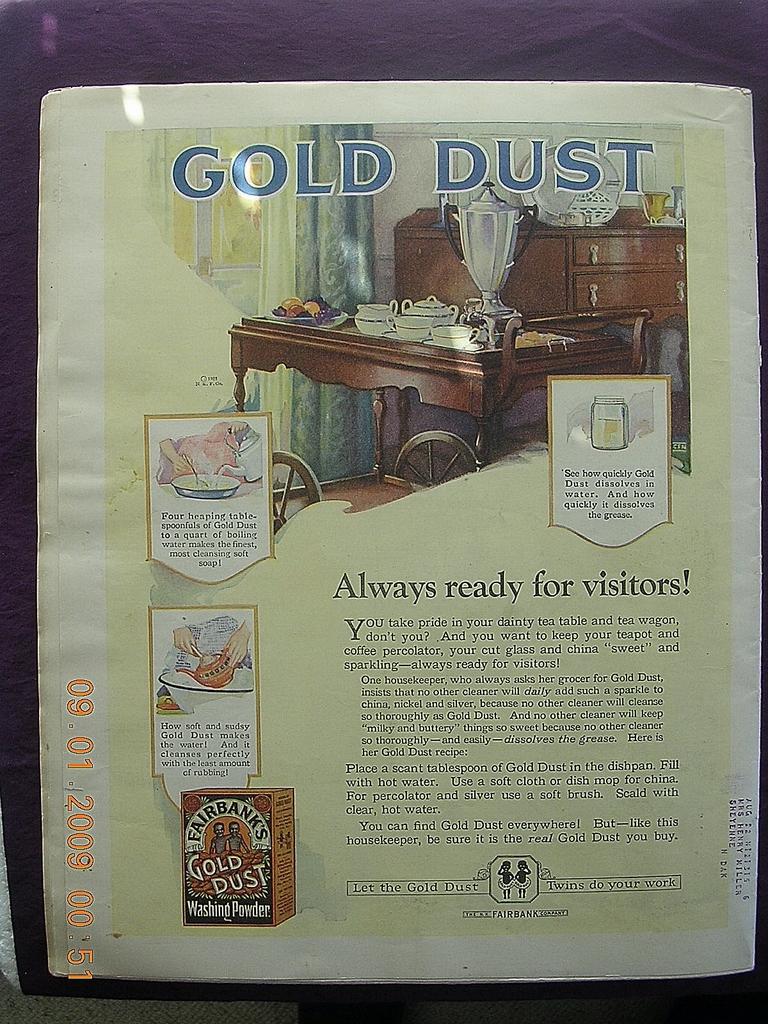 GOLD DUST
Four heaping table-
spoonfuls of Gold Dust
to a quart of boiling
water makes the finest,
most cleansing soft
soap!
See how quickly Gold
Dust dissolves in
water. And how
quickly it dissolves
the grease.
How soft and sudsy
Gold Dust makes
the water! And it
cleanses perfectly
with the least amount
of rubbing!
Always ready for visitors!
YOU take pride in your dainty tea table and tea wagon,
don't you? And you want to keep your teapot and
coffee percolator, your cut glass and china "sweet" and
sparkling—always ready for visitors!
One housekeeper, who always asks her grocer for Gold Dust,
insists that no other cleaner will daily add such a sparkle to
china, nickel and silver, because no other cleaner will cleanse
so thoroughly as Gold Dust. And no other cleaner will keep
"milky and buttery" things so sweet because no other cleaner
so thoroughly—and easily—dissolves the grease. Here is
her Gold Dust recipe:
Place a scant tablespoon of Gold Dust in the dishpan. Fill
with hot water. Use a soft cloth or dish mop for china.
For percolator and silver use a soft brush. Scald with
clear, hot water.
You can find Gold Dust everywhere! But—like this
housekeeper, be sure it is the real Gold Dust you buy.
FAIRBANK'S
GOLD
DUST
Washing Powder
Let the Gold Dust Twins do your work
THE N.K. FAIRBANK COMPANY
MRS HENRY MILLER
SHEYENNE N DAK
09.01.2009 00:51